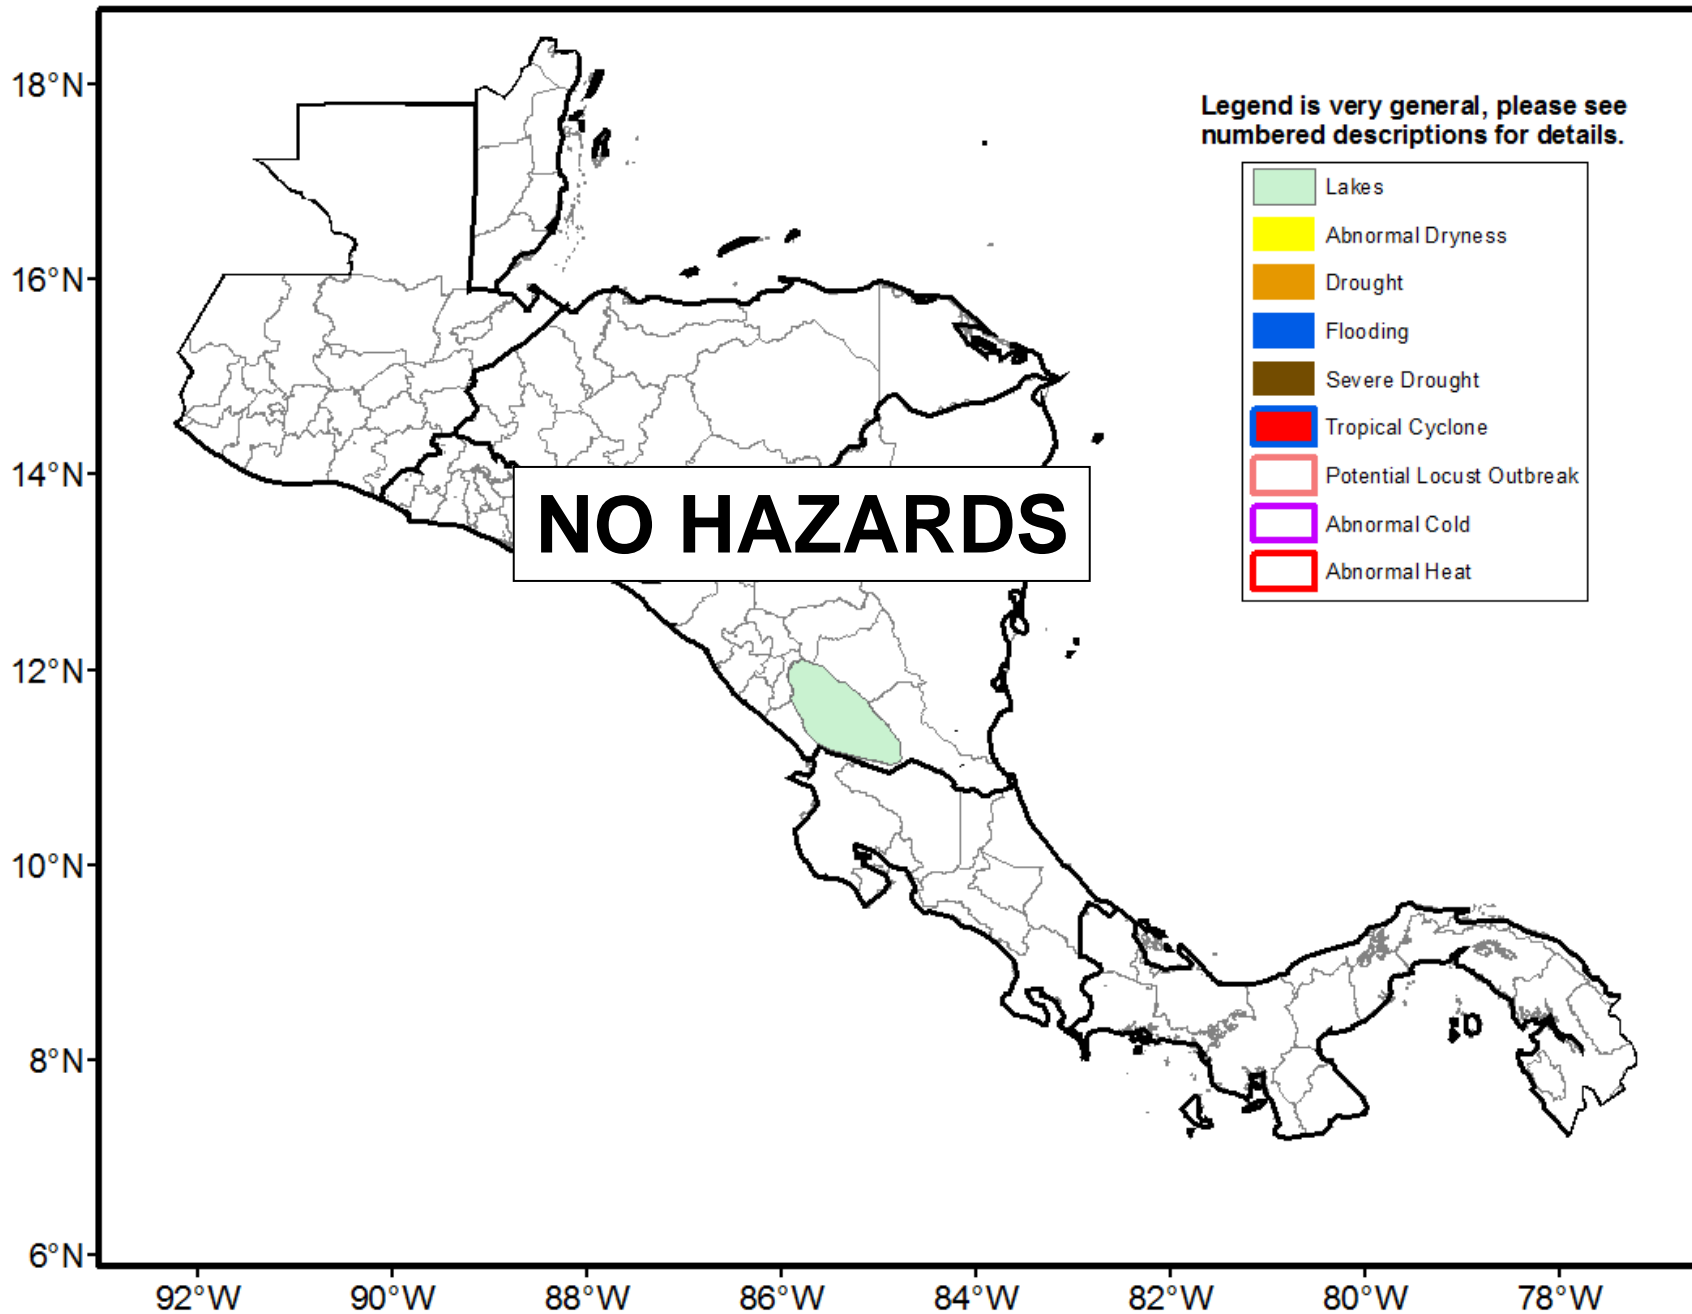 18°N
16°N
14°N
12°N
10°N
8°N
6°N
92°W
90°W
88°W
86°W
84°W
82°W
80°W
78°W
Legend is very general, please see
numbered descriptions for details.
Lakes
Abnormal Dryness
Drought
Flooding
Severe Drought
Tropical Cyclone
Potential Locust Outbreak
Abnormal Cold
Abnormal Heat
NO HAZARDS